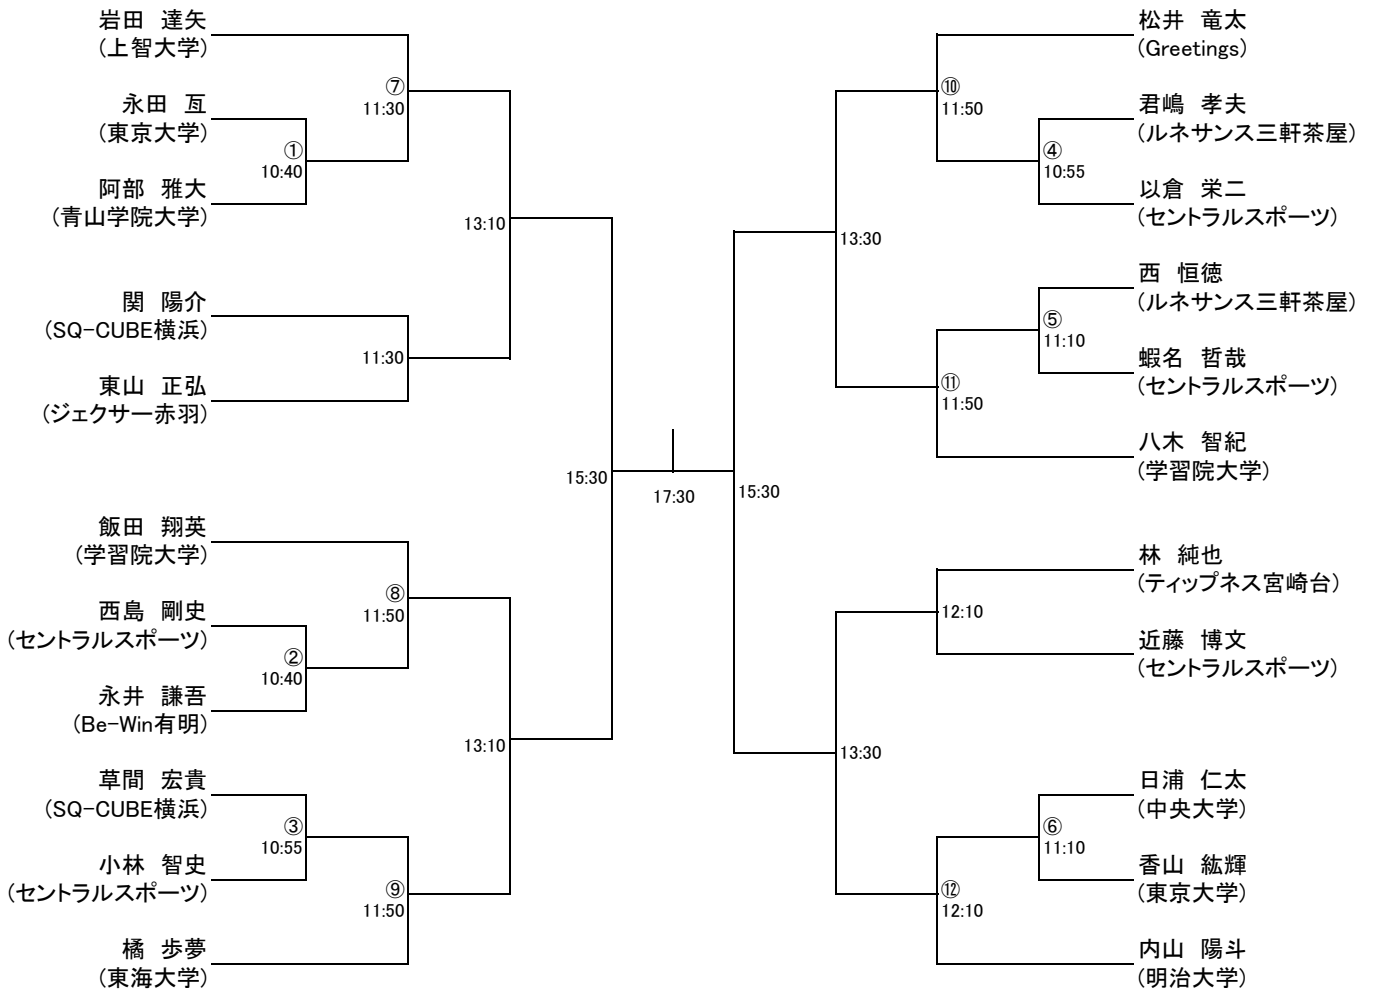 岩田 達矢
(上智大学)
⑦
11:30
永田 亙
(東京大学)
①
10:40
阿部 雅大
(青山学院大学)
13:10
関 陽介
(SQ-CUBE横浜)
11:30
東山 正弘
(ジェクサー赤羽)
15:30
飯田 翔英
(学習院大学)
⑧
11:50
西島 剛史
(セントラルスポーツ)
②
10:40
永井 謙吾
(Be-Win有明)
13:10
草間 宏貴
(SQ-CUBE横浜)
③
10:55
小林 智史
(セントラルスポーツ)
⑨
11:50
橘 歩夢
(東海大学)
17:30
松井 竜太
(Greetings)
⑩
11:50
君嶋 孝夫
(ルネサンス三軒茶屋)
④
10:55
以倉 栄二
(セントラルスポーツ)
13:30
西 恒徳
(ルネサンス三軒茶屋)
⑤
11:10
蝦名 哲哉
(セントラルスポーツ)
⑪
11:50
八木 智紀
(学習院大学)
15:30
林 純也
(ティップネス宮崎台)
12:10
近藤 博文
(セントラルスポーツ)
13:30
日浦 仁太
(中央大学)
⑥
11:10
香山 紘輝
(東京大学)
⑫
12:10
内山 陽斗
(明治大学)